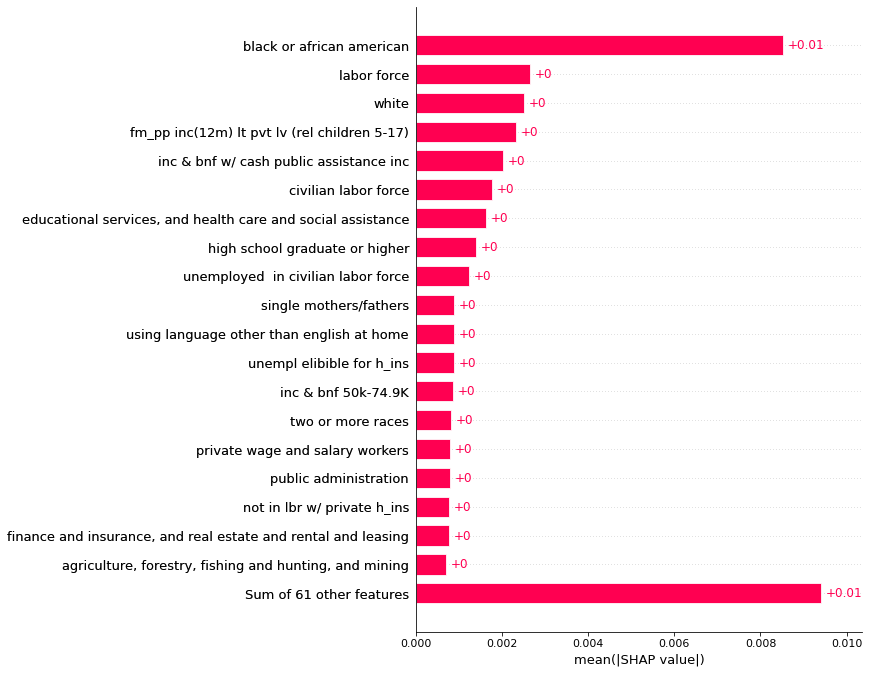 black or african american +0.01
labor force +0
white +0
fm_pp inc(12m) lt pvt lv (rel children 5-17) +0
inc & bnf w/ cash public assistance inc +0
civilian labor force +0
educational services, and health care and social assistance +0
high school graduate or higher +0
unemployed  in civilian labor force +0
single mothers/fathers +0
using language other than english at home +0
unempl elibible for h_ins +0
inc & bnf 50k-74.9K +0
two or more races +0
private wage and salary workers +0
public administration +0
not in lbr w/ private h_ins +0
finance and insurance, and real estate and rental and leasing +0
agriculture, forestry, fishing and hunting, and mining +0
Sum of 61 other features +0.01
0.000 0.002 0.004 0.006 0.008 0.010
mean(|SHAP value|)